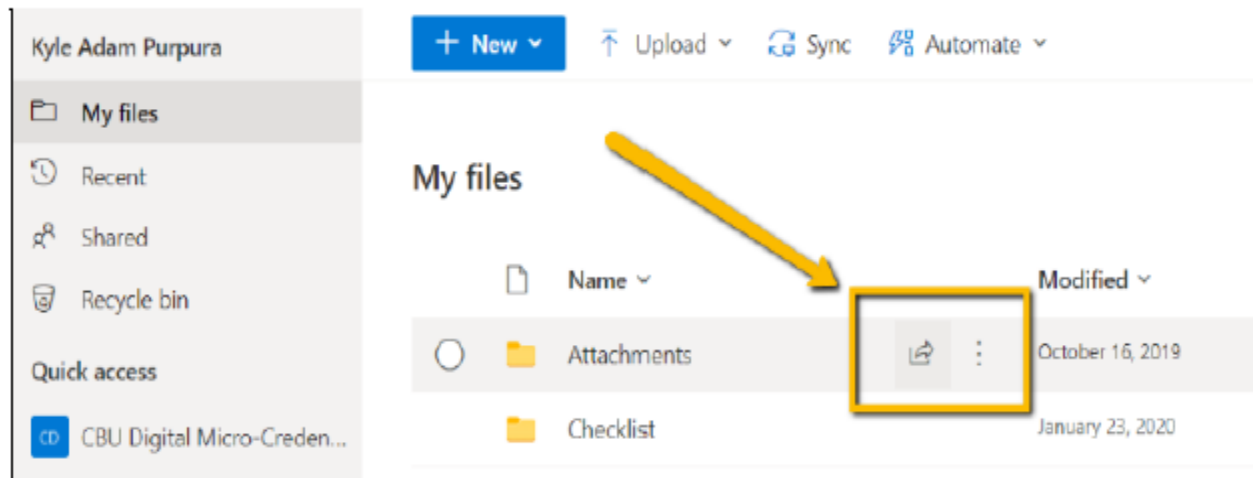 Kyle Adam Purpura
My files
Recent
Shared
Recycle bin
Quick access
CD CBU Digital Micro-Creden...
+ New Upload Sync Automate
My files
Name Modified
Attachments October 16, 2019
Checklist January 23, 2020